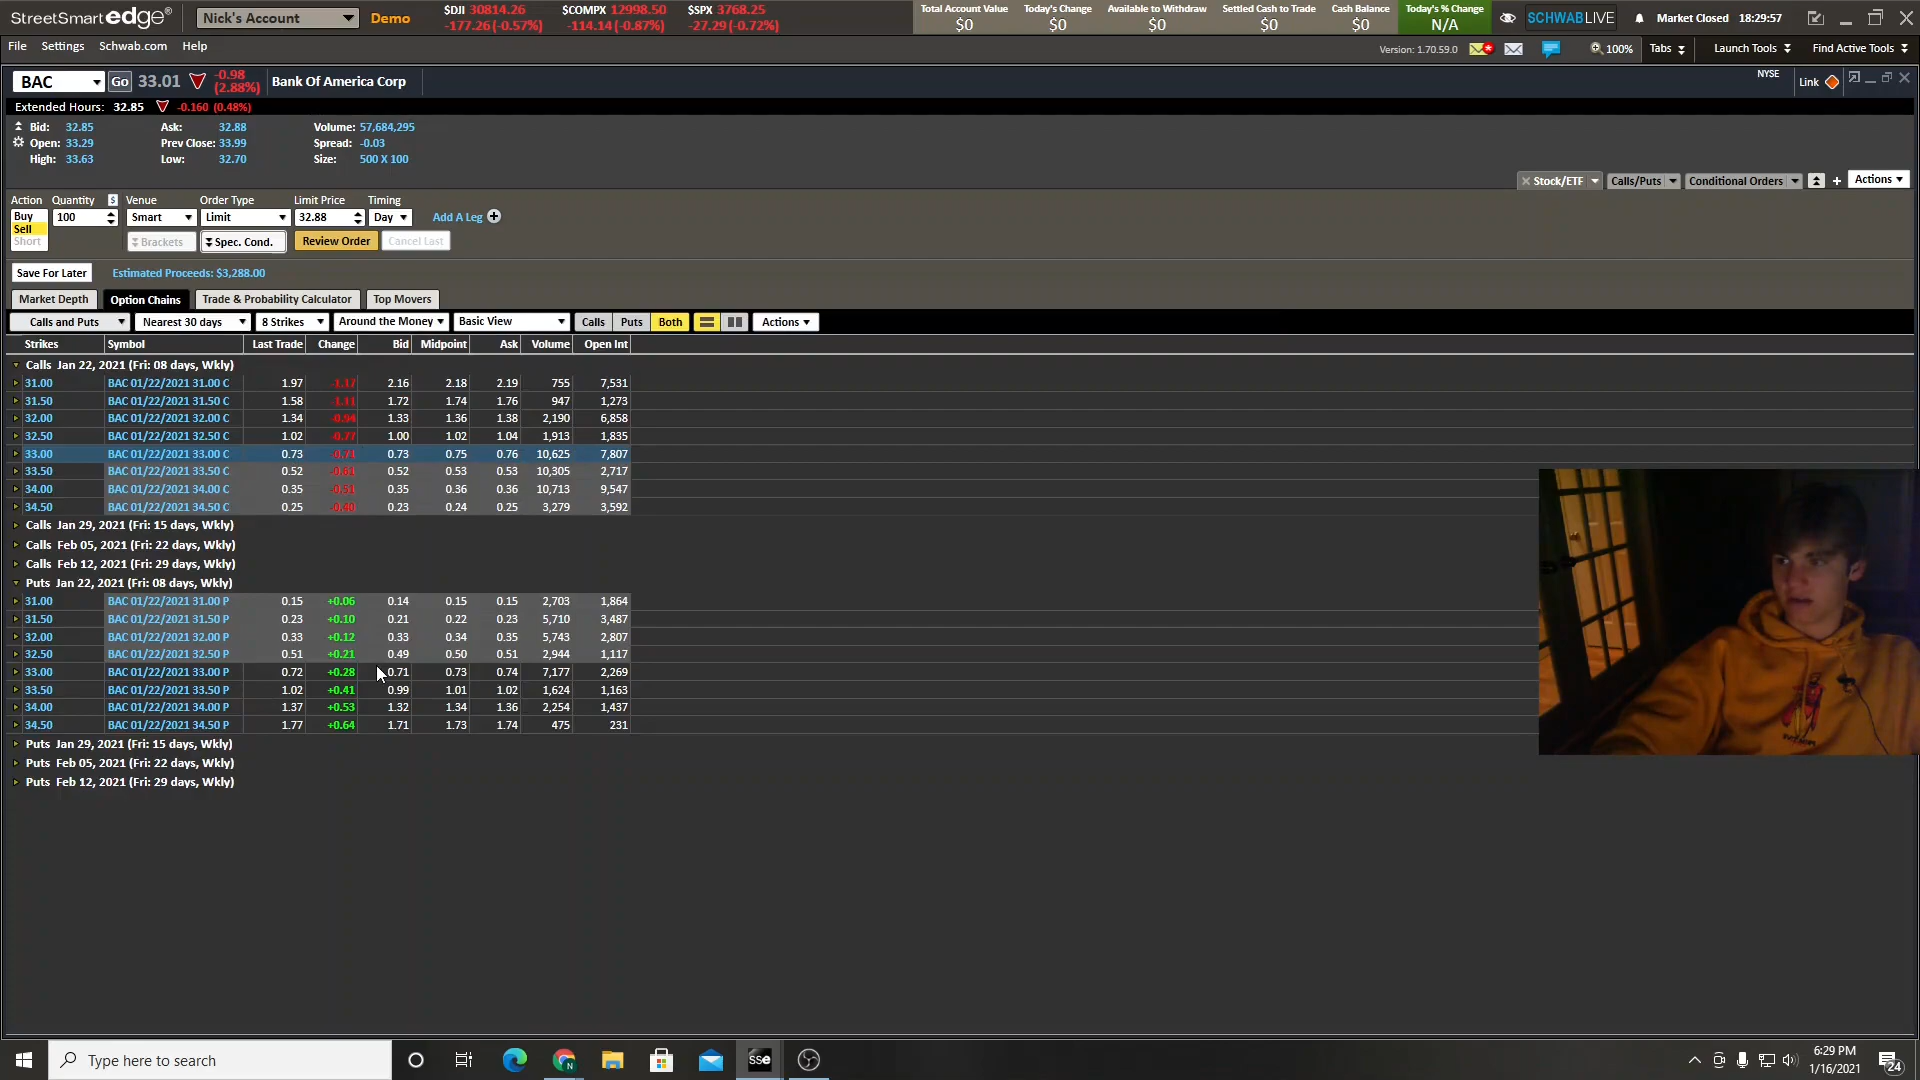 StreetSmart edge® Nick's Account Demo $DJI 30814.26 $COMPX 12998.50 $SPX 3768.25 Total Account Value Today's Change Available to Withdraw Settled Cash to Trade Cash Balance Today's % Change SCHWABLIVE Market Closed 18:29:57
-177.26 (-0.57%) -114.14 (-0.87%) -27.29 (-0.72%) $0 $0 $0 $0 $0 N/A
File Settings Schwab.com Help Version: 1.70.59.0 100% Tabs Launch Tools Find Active Tools
BAC Go 33.01 -0.98 (2.88%) Bank Of America Corp NYSE Link
Extended Hours: 32.85 -0.160 (0.48%)
Bid: 32.85 Ask: 32.88 Volume: 57,684,295
Open: 33.29 Prev Close: 33.99 Spread: -0.03
High: 33.63 Low: 32.70 Size: 500 X 100
Stock/ETF Calls/Puts Conditional Orders Actions
Action Quantity $ Venue Order Type Limit Price Timing
Buy 100 Smart Limit 32.88 Day Add A Leg
Sell
Short Brackets Spec. Cond. Review Order Cancel Last
Save For Later Estimated Proceeds: $3,288.00
Market Depth Option Chains Trade & Probability Calculator Top Movers
Calls and Puts Nearest 30 days 8 Strikes Around the Money Basic View Calls Puts Both Actions
Strikes Symbol Last Trade Change Bid Midpoint Ask Volume Open Int
Calls Jan 22, 2021 (Fri: 08 days, Wkly)
31.00 BAC 01/22/2021 31.00 C 1.97 -1.17 2.16 2.18 2.19 755 7,531
31.50 BAC 01/22/2021 31.50 C 1.58 -1.11 1.72 1.74 1.76 947 1,273
32.00 BAC 01/22/2021 32.00 C 1.34 -0.94 1.33 1.36 1.38 2,190 6,858
32.50 BAC 01/22/2021 32.50 C 1.02 -0.77 1.00 1.02 1.04 1,913 1,835
33.00 BAC 01/22/2021 33.00 C 0.73 -0.71 0.73 0.75 0.76 10,625 7,807
33.50 BAC 01/22/2021 33.50 C 0.52 -0.61 0.52 0.53 0.53 10,305 2,717
34.00 BAC 01/22/2021 34.00 C 0.35 -0.51 0.35 0.36 0.36 10,713 9,547
34.50 BAC 01/22/2021 34.50 C 0.25 -0.40 0.23 0.24 0.25 3,279 3,592
Calls Jan 29, 2021 (Fri: 15 days, Wkly)
Calls Feb 05, 2021 (Fri: 22 days, Wkly)
Calls Feb 12, 2021 (Fri: 29 days, Wkly)
Puts Jan 22, 2021 (Fri: 08 days, Wkly)
31.00 BAC 01/22/2021 31.00 P 0.15 +0.06 0.14 0.15 0.15 2,703 1,864
31.50 BAC 01/22/2021 31.50 P 0.23 +0.10 0.21 0.22 0.23 5,710 3,487
32.00 BAC 01/22/2021 32.00 P 0.33 +0.12 0.33 0.34 0.35 5,743 2,807
32.50 BAC 01/22/2021 32.50 P 0.51 +0.21 0.49 0.50 0.51 2,944 1,117
33.00 BAC 01/22/2021 33.00 P 0.72 +0.28 0.71 0.73 0.74 7,177 2,269
33.50 BAC 01/22/2021 33.50 P 1.02 +0.41 0.99 1.01 1.02 1,624 1,163
34.00 BAC 01/22/2021 34.00 P 1.37 +0.53 1.32 1.34 1.36 2,254 1,437
34.50 BAC 01/22/2021 34.50 P 1.77 +0.64 1.71 1.73 1.74 475 231
Puts Jan 29, 2021 (Fri: 15 days, Wkly)
Puts Feb 05, 2021 (Fri: 22 days, Wkly)
Puts Feb 12, 2021 (Fri: 29 days, Wkly)
Type here to search N SSe 6:29 PM
1/16/2021 24